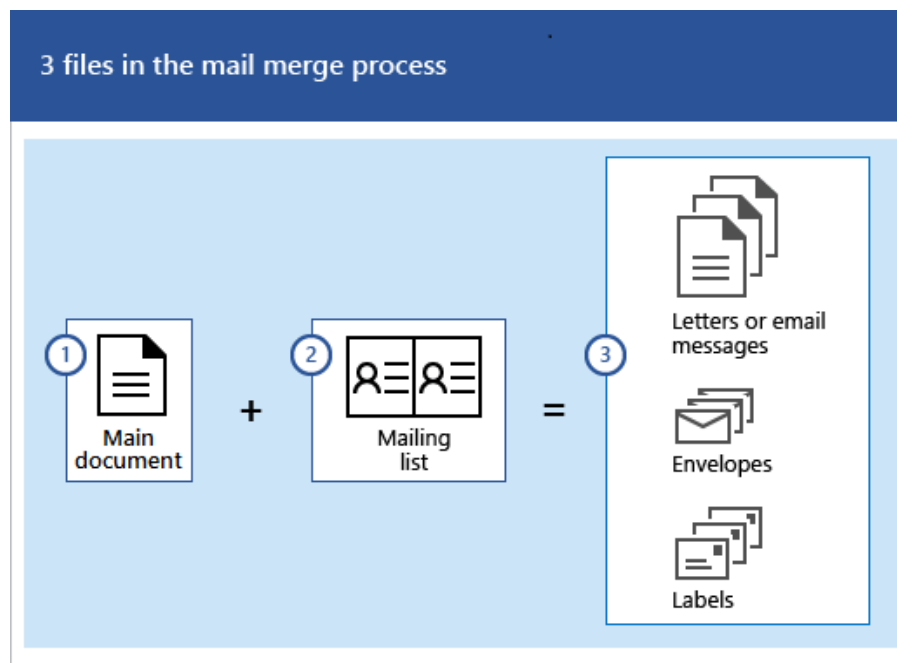 3 files in the mail merge process
1
Main
document
+
2
Mailing
list
=
3
Letters or email
messages
Envelopes
Labels